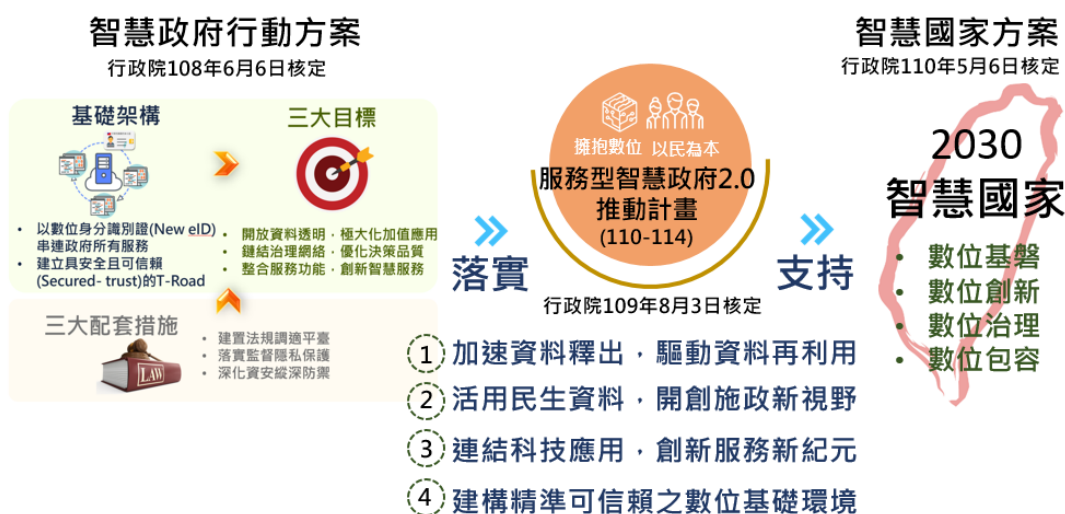 智慧政府行動方案
行政院108年6月6日核定
基礎架構
三大目標
• 以數位身分識別證(New eID)
串連政府所有服務
• 建立具安全且可信賴
(Secured- trust)的T-Road
• 開放資料透明，極大化加值應用
• 鏈結治理網絡，優化決策品質
• 整合服務功能，創新智慧服務
三大配套措施
LAW
• 建置法規調適平臺
• 落實監督隱私保護
• 深化資安縱深防禦
落實
擁抱數位 以民為本
服務型智慧政府2.0
推動計畫
(110-114)
行政院109年8月3日核定
支持
1 加速資料釋出，驅動資料再利用
2 活用民生資料，開創施政新視野
3 連結科技應用，創新服務新紀元
4 建構精準可信賴之數位基礎環境
智慧國家方案
行政院110年5月6日核定
2030
智慧國家
• 數位基磐
• 數位創新
• 數位治理
• 數位包容